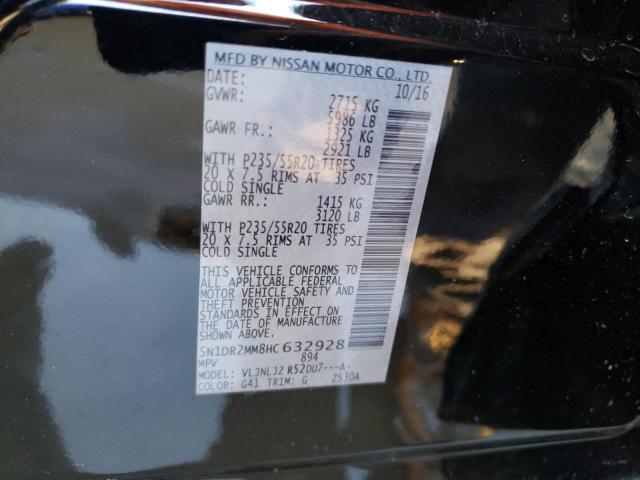 MFD BY NISSAN MOTOR CO., LTD.
DATE: 10/16
GVWR: 2715 KG
5986 LB
GAWR FR.: 1325 KG
2921 LB
WITH P235/55R20 TIRES
20 X 7.5 RIMS AT 35 PSI
COLD SINGLE
GAWR RR.: 1415 KG
3120 LB
WITH P235/55R20 TIRES
20 X 7.5 RIMS AT 35 PSI
COLD SINGLE
THIS VEHICLE CONFORMS TO
ALL APPLICABLE FEDERAL
MOTOR VEHICLE SAFETY AND
THEFT PREVENTION
STANDARDS IN EFFECT ON
THE DATE OF MANUFACTURE
SHOWN ABOVE.
5N1DR2MM8HC 632928
MPV 894
MODEL: VLJNLJZ R52DU7---A-
COLOR: G41 TRIM: G 2530A